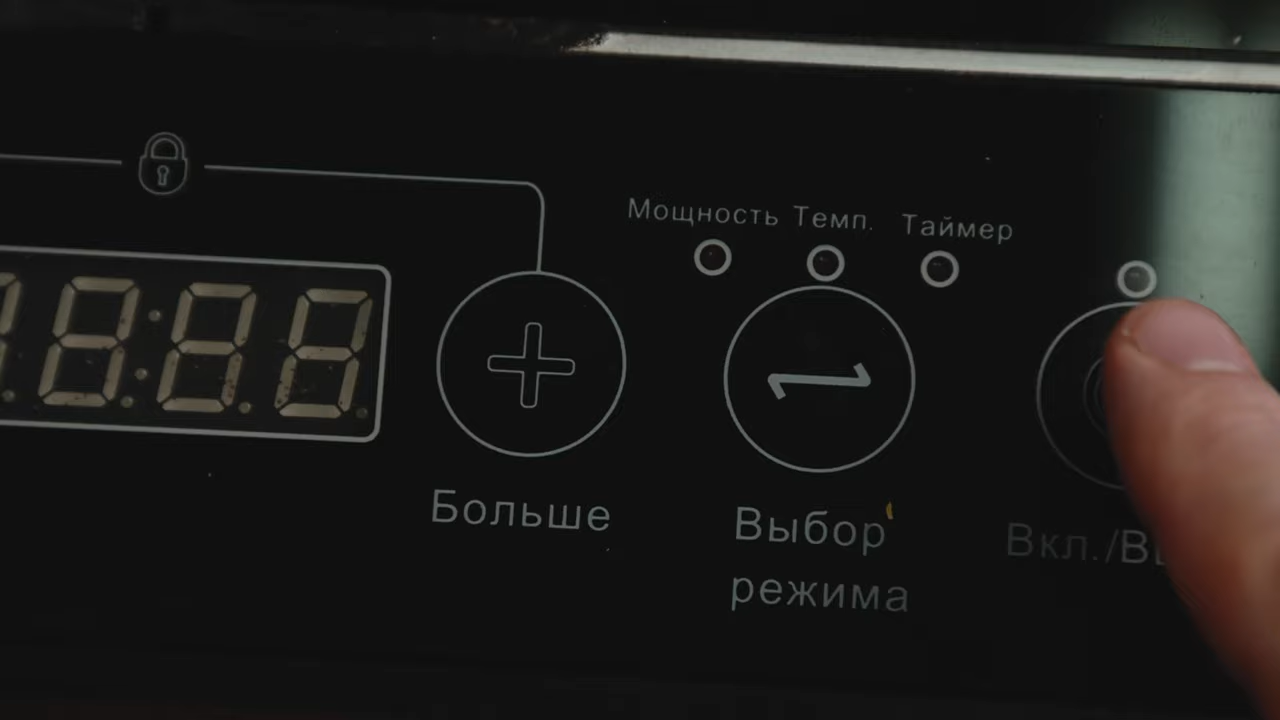 Мощность Темп. Таймер
Больше
Выбор
режима
Вкл./В